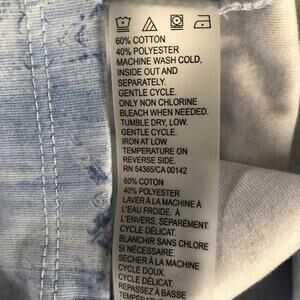 60% COTTON
40% POLYESTER
MACHINE WASH COLD,
INSIDE OUT AND
SEPARATELY.
GENTLE CYCLE.
ONLY NON CHLORINE
BLEACH WHEN NEEDED.
TUMBLE DRY, LOW.
GENTLE CYCLE.
IRON AT LOW
TEMPERATURE ON
REVERSE SIDE.
RN 54365/CA 00142
60% COTON
40% POLYESTER
LAVER À LA MACHINE À
L'EAU FROIDE, À
L'ENVERS, SÉPARÉMENT.
CYCLE DÉLICAT.
BLANCHIR SANS CHLORE
SI NÉCESSAIRE.
SÉCHER À LA MACHINE
CYCLE DOUX.
CYCLE DÉLICAT.
REPASSEZ À BASSE